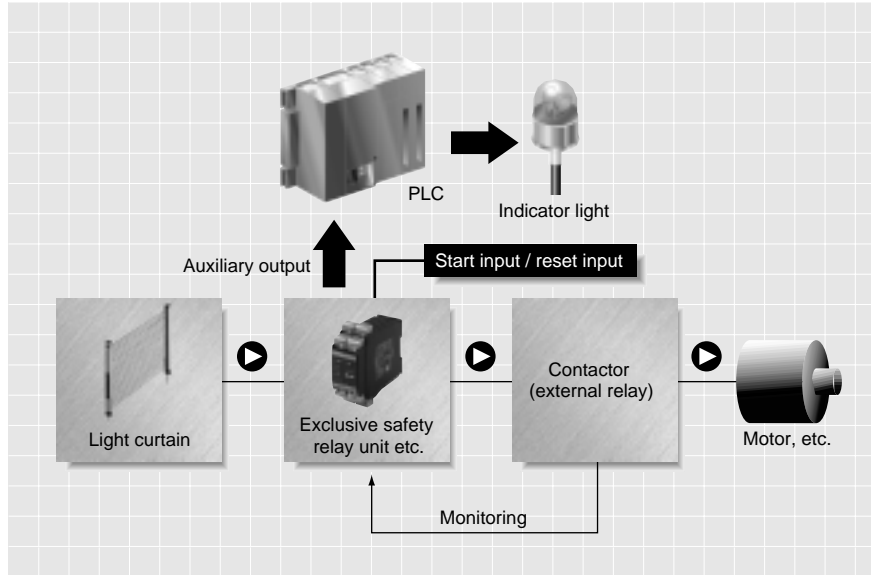 PLC
Indicator light
Auxiliary output
Start input / reset input
Light curtain
Exclusive safety
relay unit etc.
Contactor
(external relay)
Motor, etc.
Monitoring